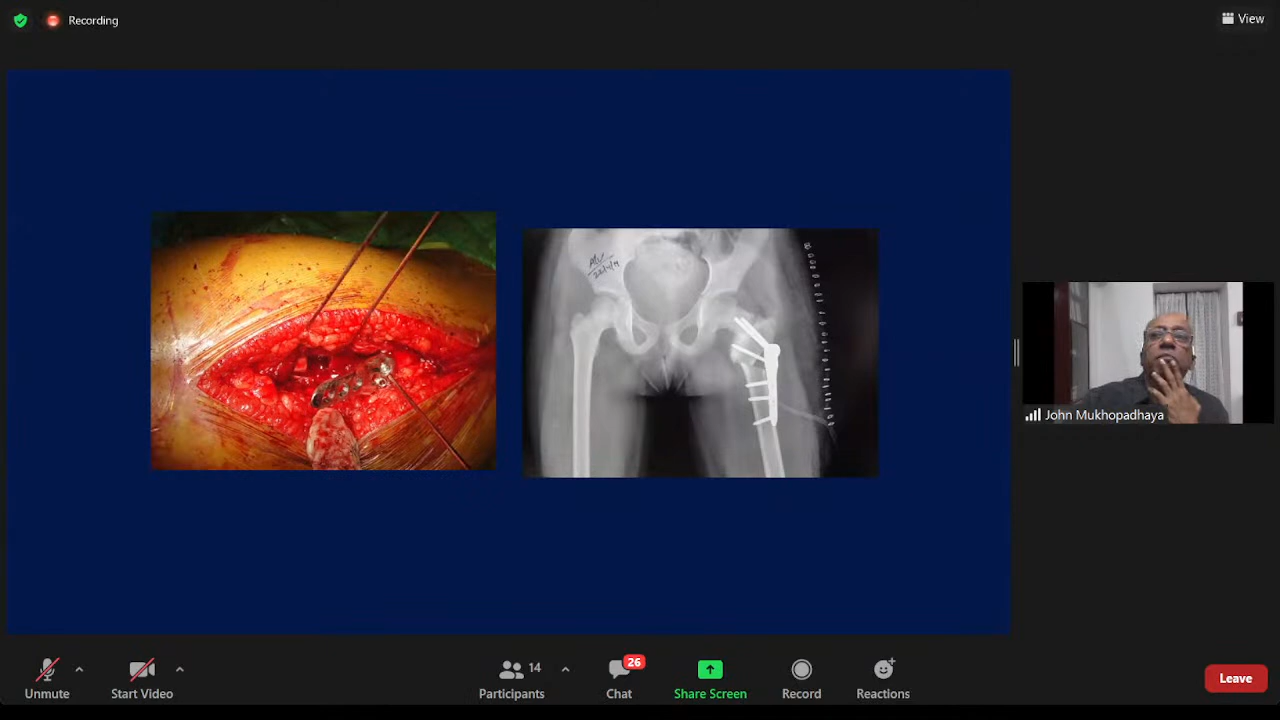 Recording
View
John Mukhopadhaya
Unmute
Start Video
Participants
14
Chat
26
Share Screen
Record
Reactions
Leave